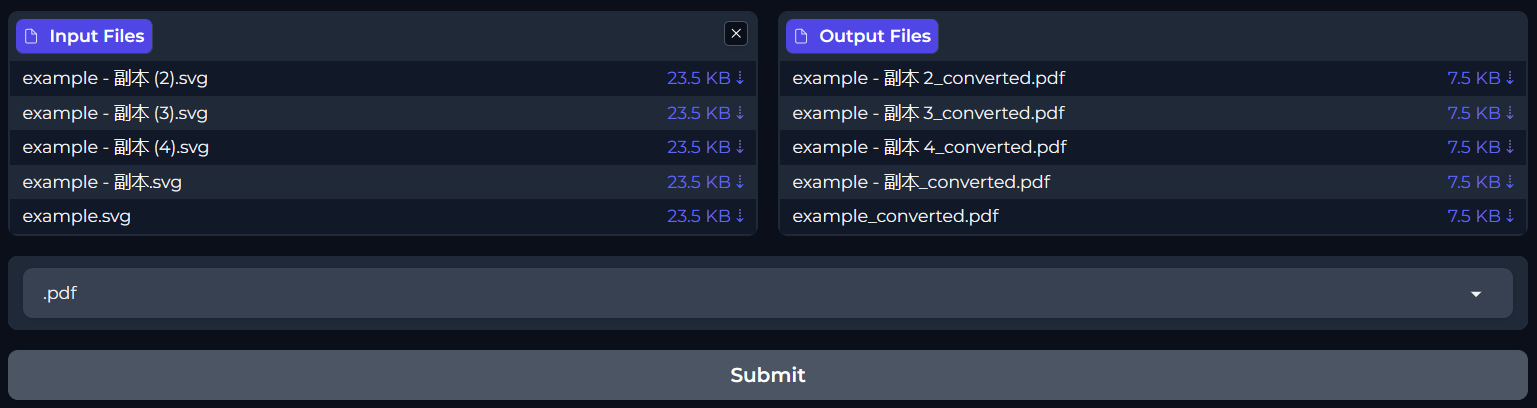 Input Files
example - 副本 (2).svg 23.5 KB ⇣
example - 副本 (3).svg 23.5 KB ⇣
example - 副本 (4).svg 23.5 KB ⇣
example - 副本.svg 23.5 KB ⇣
example.svg 23.5 KB ⇣
Output Files
example - 副本 2_converted.pdf 7.5 KB ⇣
example - 副本 3_converted.pdf 7.5 KB ⇣
example - 副本 4_converted.pdf 7.5 KB ⇣
example - 副本_converted.pdf 7.5 KB ⇣
example_converted.pdf 7.5 KB ⇣
.pdf
Submit